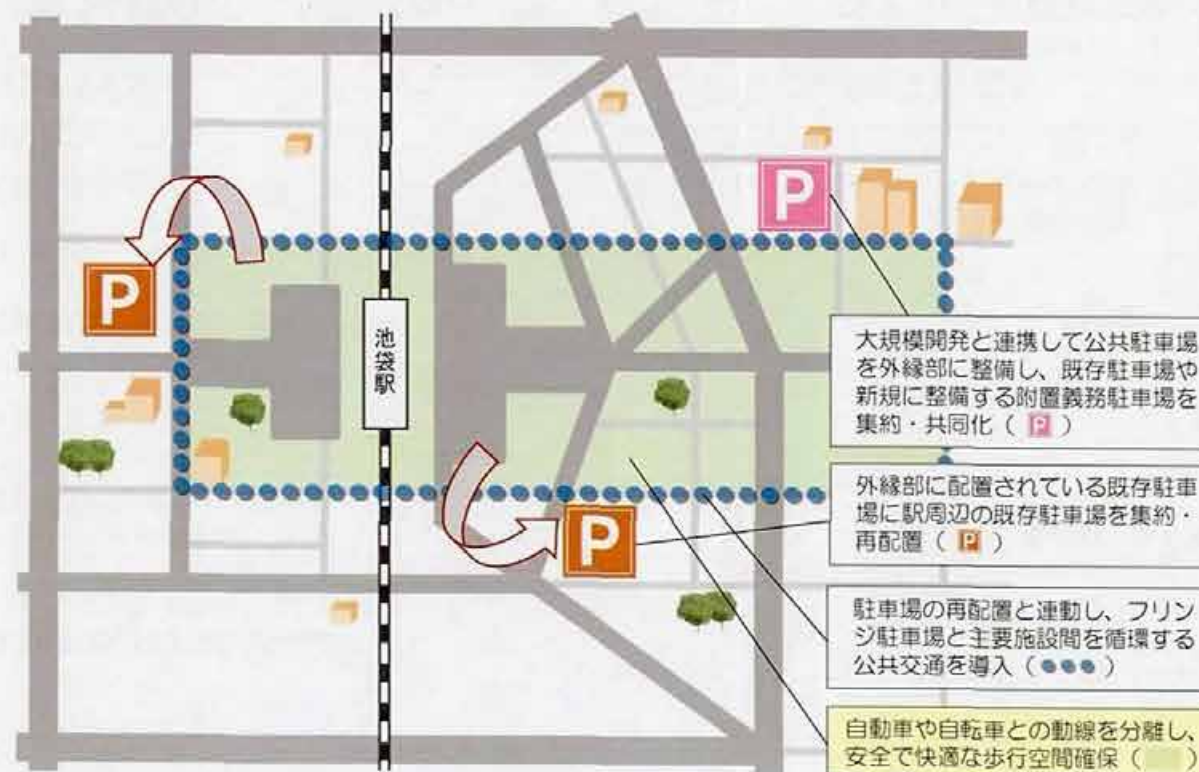 P
P
池袋駅
P
大規模開発と連携して公共駐車場
を外縁部に整備し、既存駐車場や
新規に整備する附置義務駐車場を
集約・共同化（ P ）
外縁部に配置されている既存駐車
場に駅周辺の既存駐車場を集約・
再配置（ P ）
駐車場の再配置と連動し、フリン
ジ駐車場と主要施設間を循環する
公共交通を導入（●●●）
自動車や自転車との動線を分離し、
安全で快適な歩行空間確保（ ）